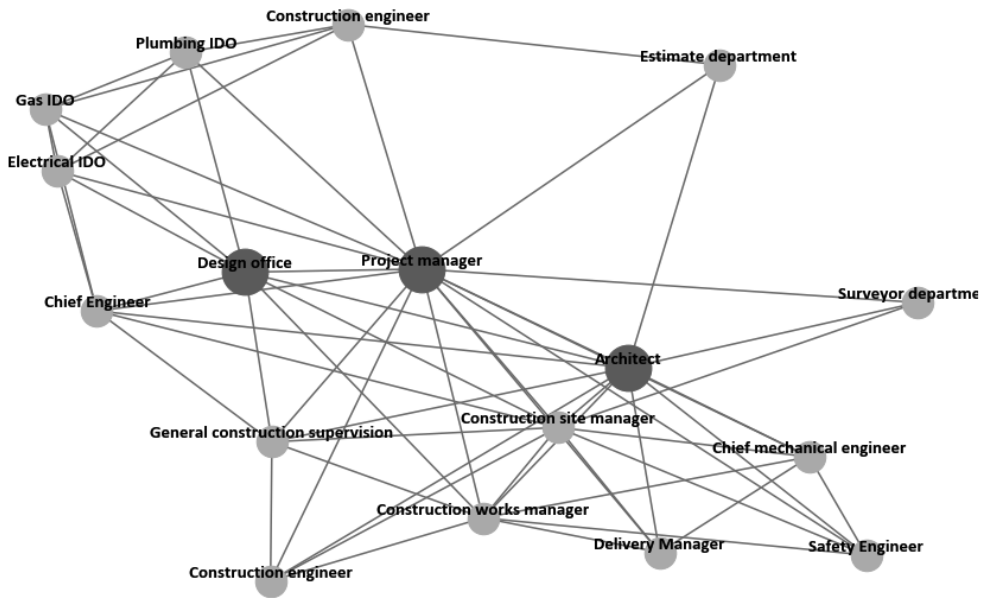 Construction engineer
Plumbing IDO
Estimate department
Gas IDO
Electrical IDO
Design office
Project manager
Chief Engineer
Surveyor departme
Architect
Construction site manager
General construction supervision
Chief mechanical engineer
Construction works manager
Delivery Manager
Safety Engineer
Construction engineer